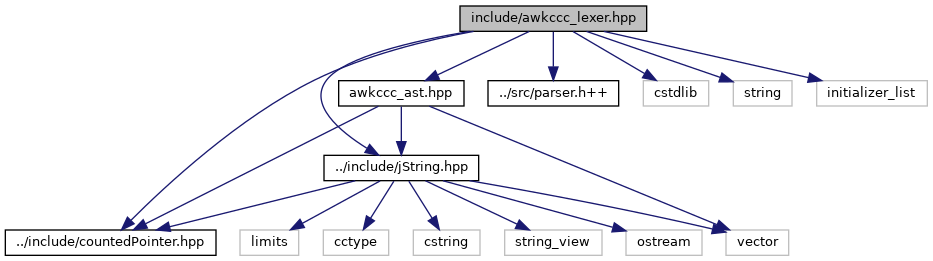 include/awkccc_lexer.hpp
awkccc_ast.hpp
../src/parser.h++
cstdlib
string
initializer_list
../include/jString.hpp
../include/countedPointer.hpp
limits
cctype
cstring
string_view
ostream
vector